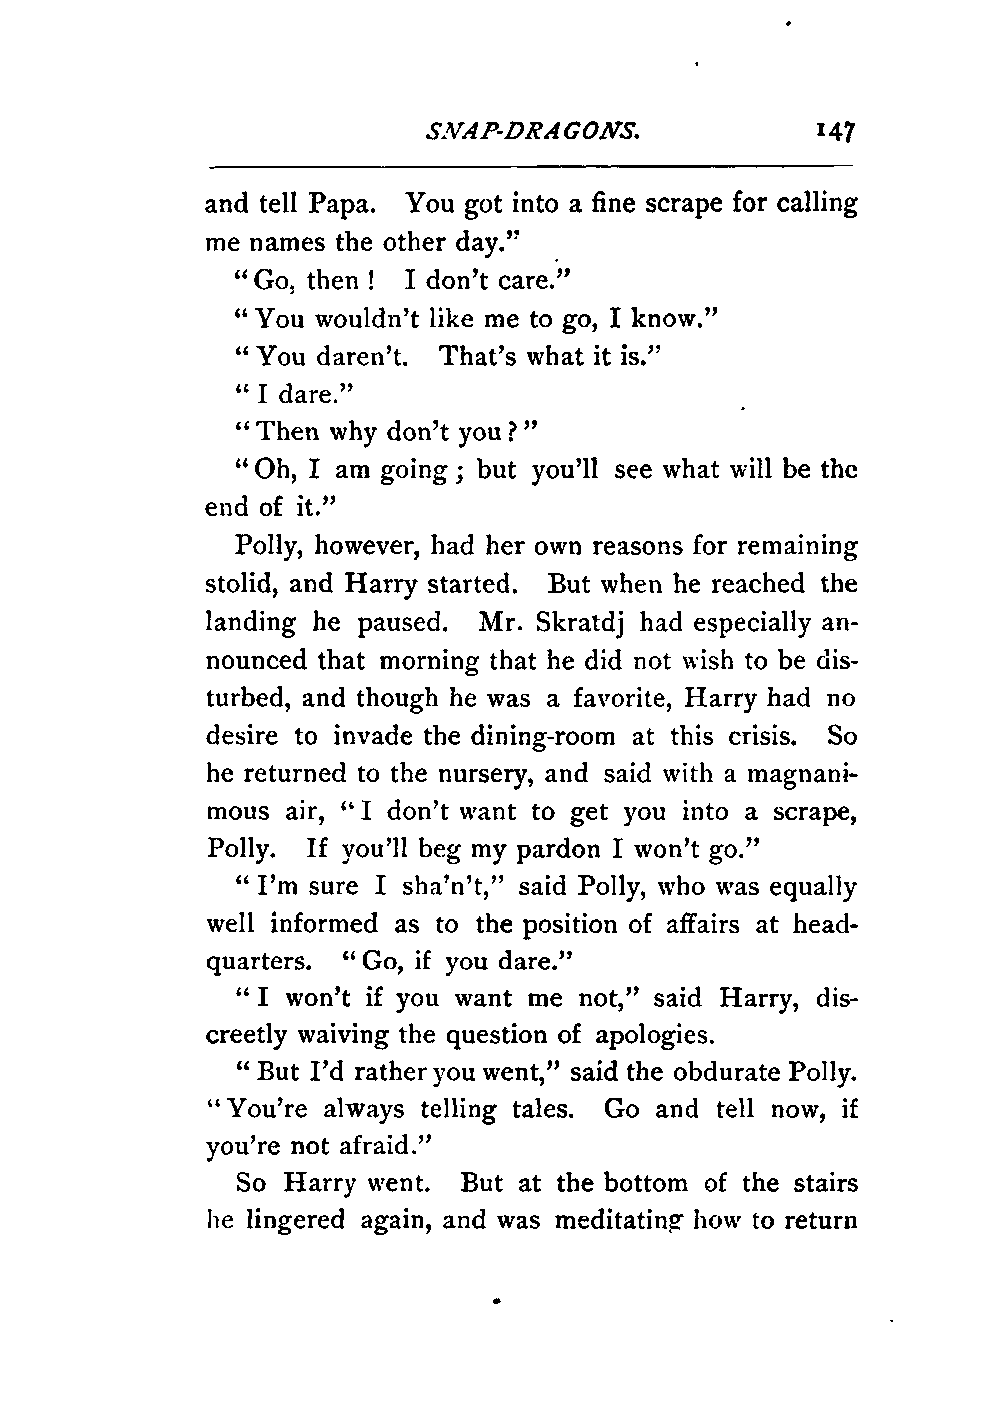 SNAP-DRAGONS. 147
and tell Papa. You got into a fine scrape for calling
me names the other day."
"Go, then! I don't care."
"You wouldn't like me to go, I know."
"You daren't. That's what it is."
"I dare."
"Then why don't you?"
"Oh, I am going; but you'll see what will be the
end of it."
Polly, however, had her own reasons for remaining
stolid, and Harry started. But when he reached the
landing he paused. Mr. Skratdj had especially an-
nounced that morning that he did not wish to be dis-
turbed, and though he was a favorite, Harry had no
desire to invade the dining-room at this crisis. So
he returned to the nursery, and said with a magnani-
mous air, "I don't want to get you into a scrape,
Polly. If you'll beg my pardon I won't go."
"I'm sure I sha'n't," said Polly, who was equally
well informed as to the position of affairs at head-
quarters. "Go, if you dare."
"I won't if you want me not," said Harry, dis-
creetly waiving the question of apologies.
"But I'd rather you went," said the obdurate Polly.
"You're always telling tales. Go and tell now, if
you're not afraid."
So Harry went. But at the bottom of the stairs
he lingered again, and was meditating how to return